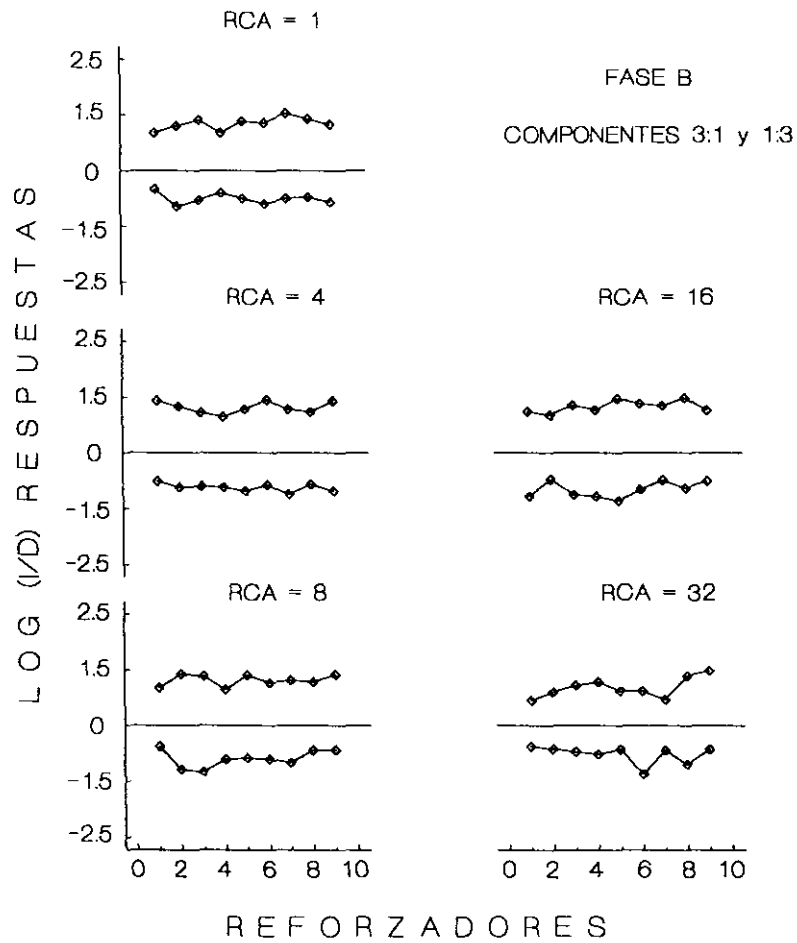 RCA = 1
FASE B
COMPONENTES 3:1 y 1:3
2.5
1.5
0
-1.5
-2.5
RCA = 4
RCA = 16
2.5
1.5
0
-1.5
-2.5
RCA = 8
RCA = 32
2.5
1.5
0
-1.5
-2.5
0 2 4 6 8 10
0 2 4 6 8 10
LOG (I/D) RESPUESTAS
REFORZADORES